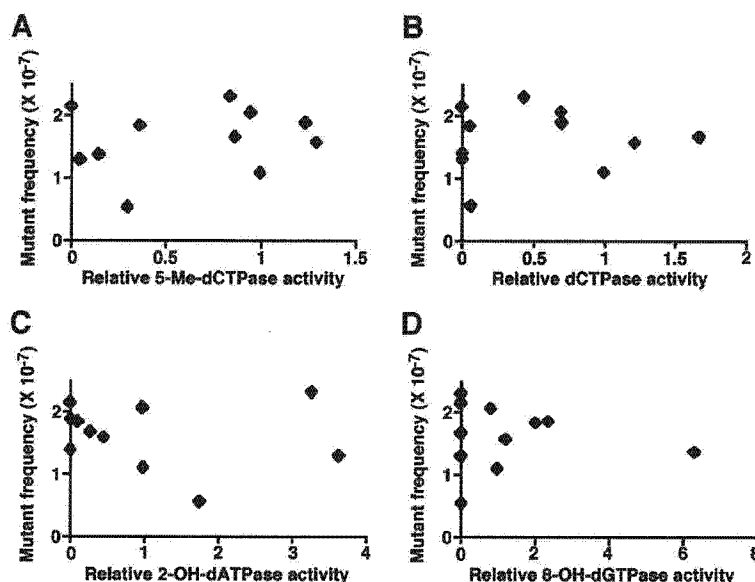 A
Mutant frequency (X 10-7)
2
1
0
0 0.5 1 1.5
Relative 5-Me-dCTPase activity
B
Mutant frequency (X 10-7)
2
1
0
0 0.5 1 1.5 2
Relative dCTPase activity
C
Mutant frequency (X 10-7)
2
1
0
0 1 2 3 4
Relative 2-OH-dATPase activity
D
Mutant frequency (X 10-7)
2
1
0
0 2 4 6 8
Relative 8-OH-dGTPase activity